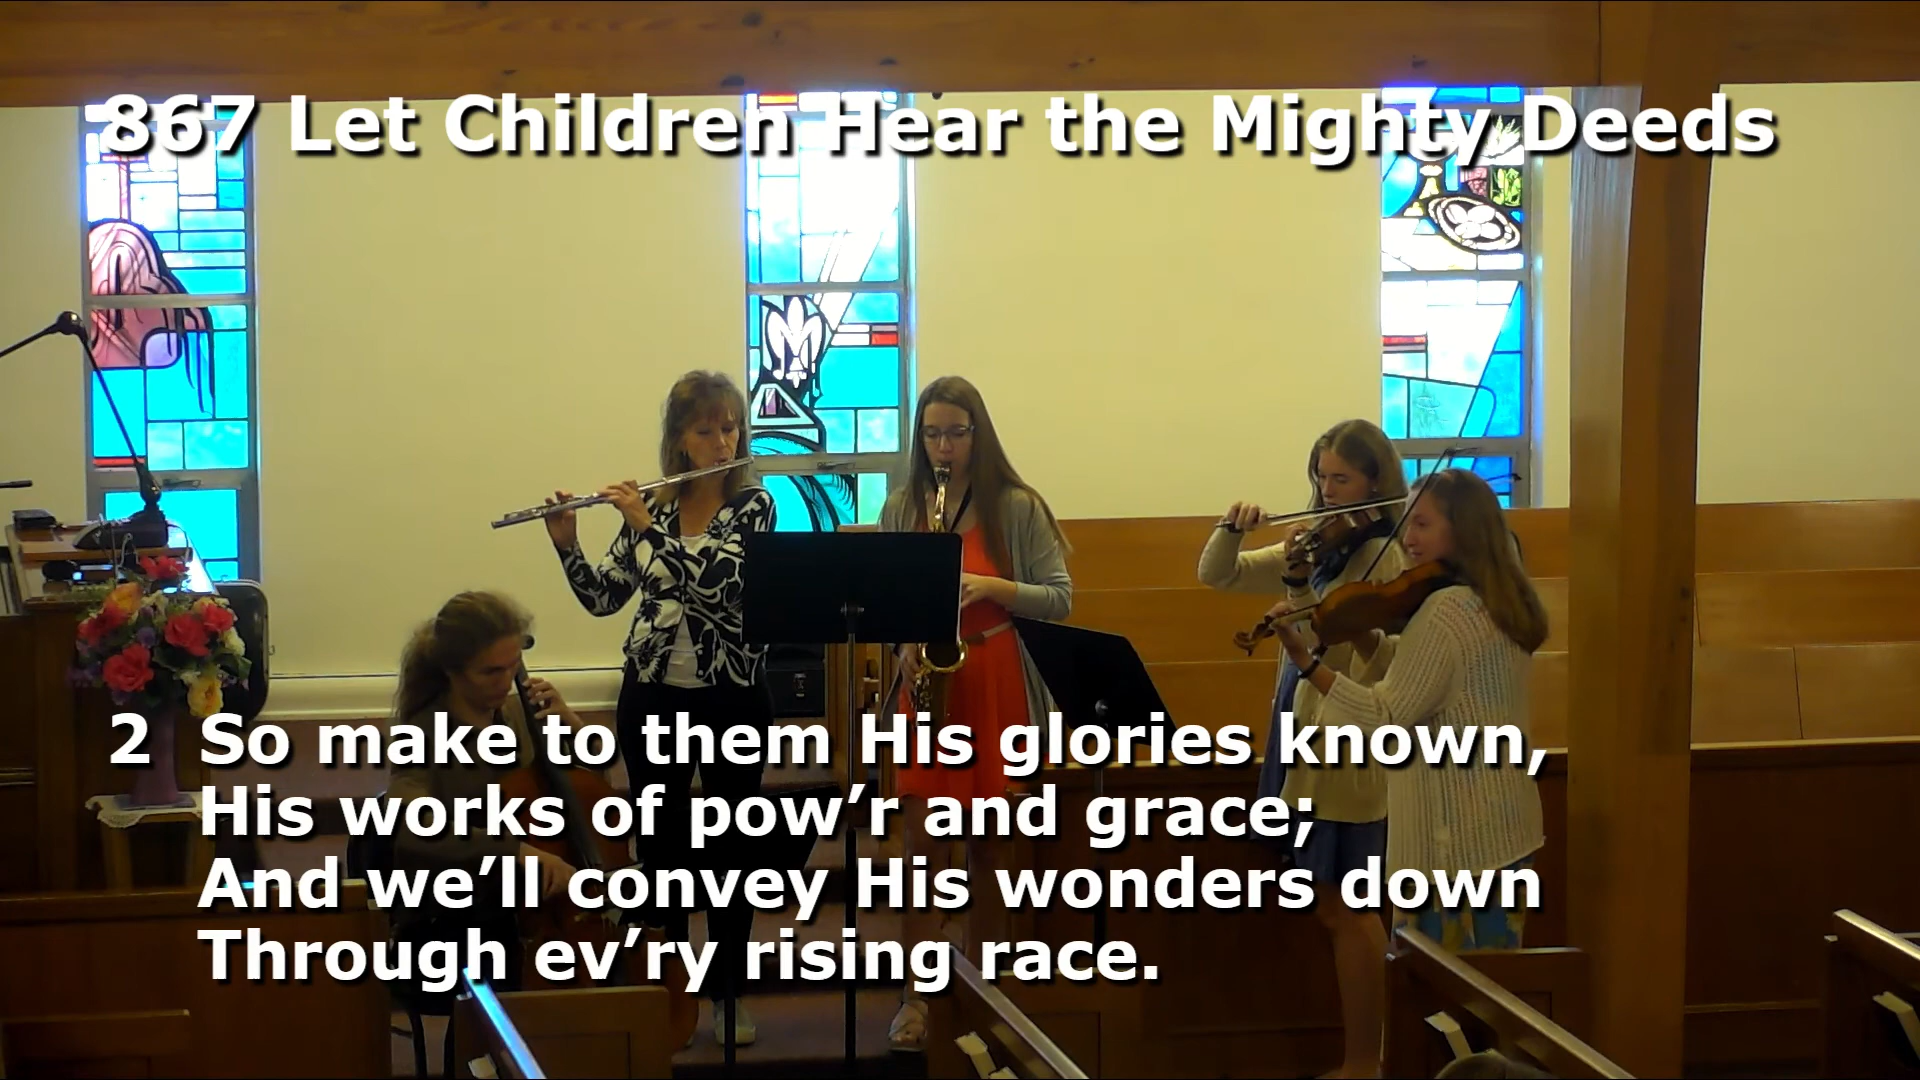 867 Let Children Hear the Mighty Deeds
2 So make to them His glories known,
His works of pow’r and grace;
And we’ll convey His wonders down
Through ev’ry rising race.